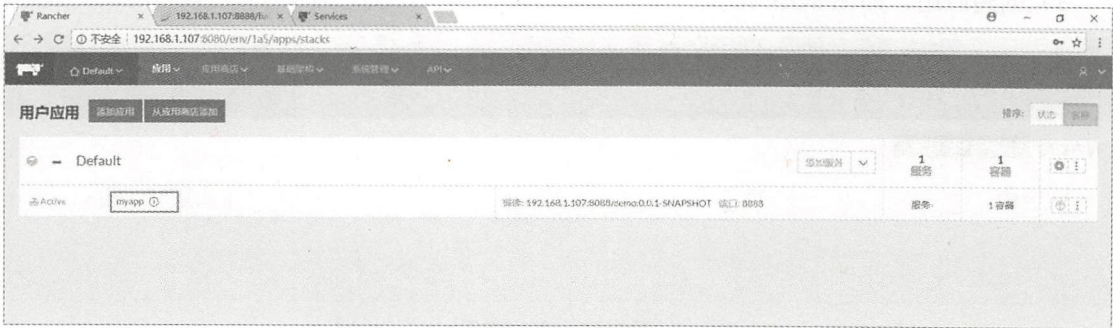 Rancher
192.168.1.107:8888/
Services
不安全 192.168.1.107:8080/env/1a5/apps/stacks
Default 应用 应用商店 基础架构 系统管理 API
用户应用 添加应用 从应用商店添加 排序: 状态 名称
Default 添加服务 1 服务 1 容器
Active myapp 镜像: 192.168.1.107:8088/demo:0.0.1-SNAPSHOT 端口: 8888 服务 1 容器